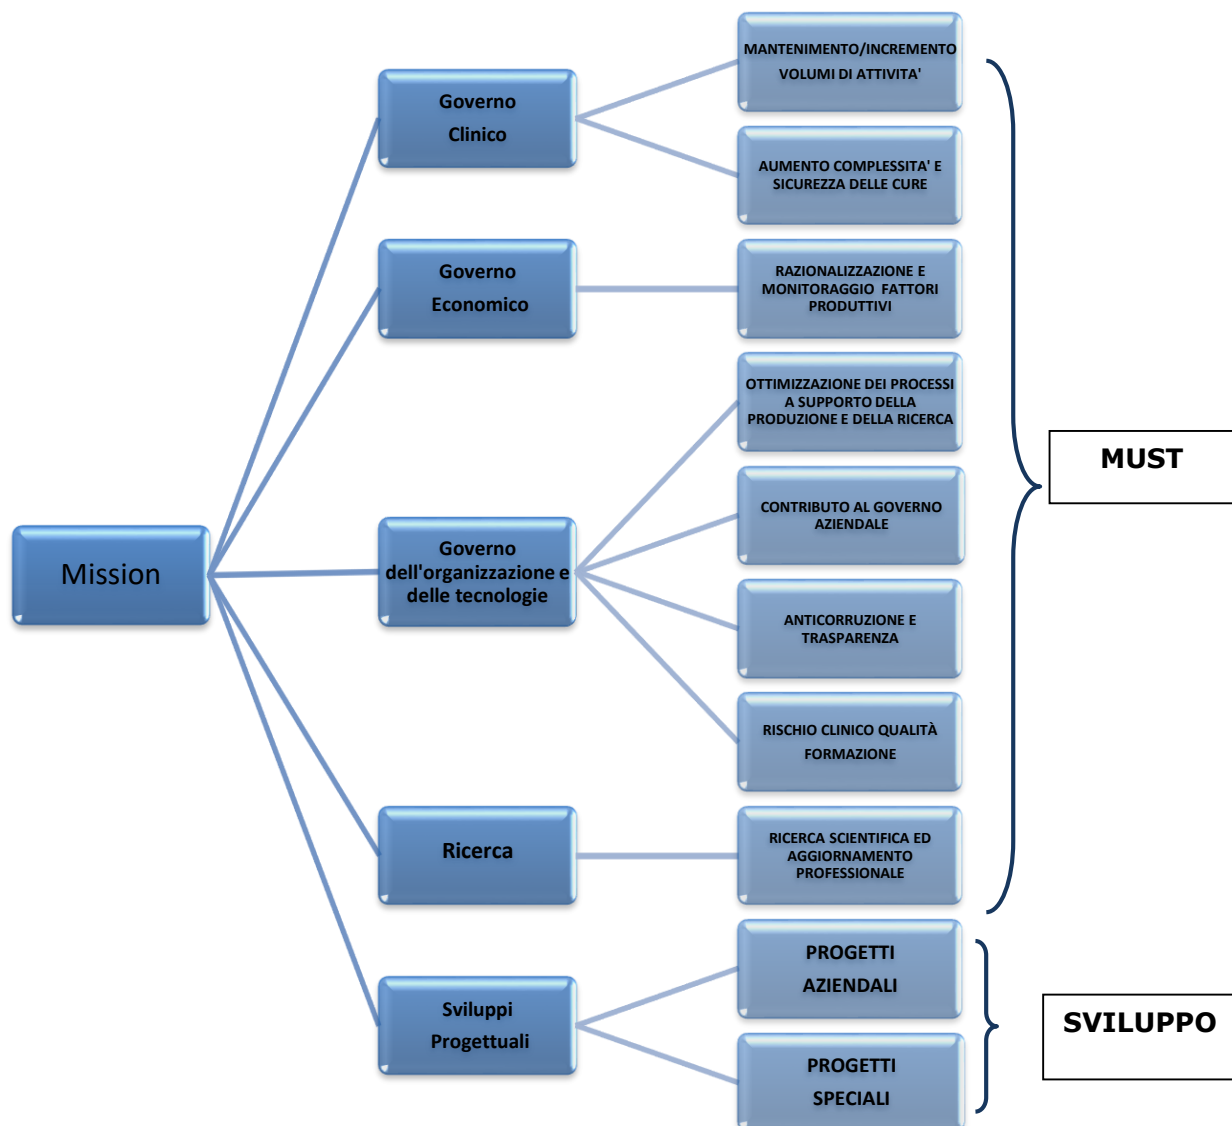 Mission
Governo
Clinico
MANTENIMENTO/INCREMENTO
VOLUMI DI ATTIVITA'
AUMENTO COMPLESSITA' E
SICUREZZA DELLE CURE
Governo
Economico
RAZIONALIZZAZIONE E
MONITORAGGIO FATTORI
PRODUTTIVI
Governo
dell'organizzazione e
delle tecnologie
OTTIMIZZAZIONE DEI PROCESSI
A SUPPORTO DELLA
PRODUZIONE E DELLA RICERCA
CONTRIBUTO AL GOVERNO
AZIENDALE
ANTICORRUZIONE E
TRASPARENZA
RISCHIO CLINICO QUALITÀ
FORMAZIONE
Ricerca
RICERCA SCIENTIFICA ED
AGGIORNAMENTO
PROFESSIONALE
MUST
Sviluppi
Progettuali
PROGETTI
AZIENDALI
PROGETTI
SPECIALI
SVILUPPO